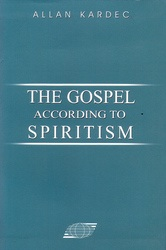 ALLAN KARDEC
THE GOSPEL
ACCORDING TO
SPIRITISM